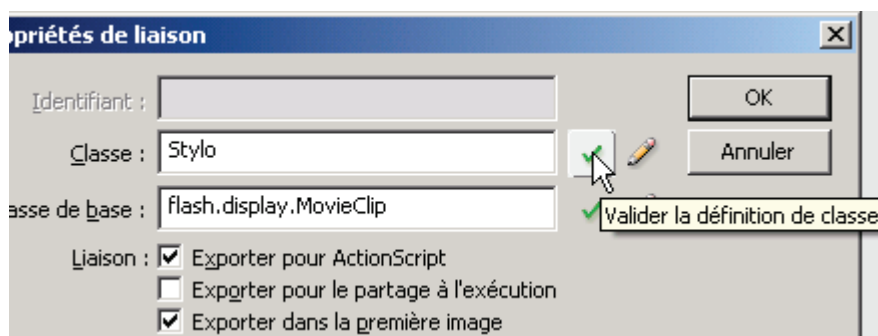 opriétés de liaison
Identifiant :
OK
Classe : Stylo
Annuler
asse de base : flash.display.MovieClip
Valider la définition de classe
Liaison : Exporter pour ActionScript
Exporter pour le partage à l'exécution
Exporter dans la première image